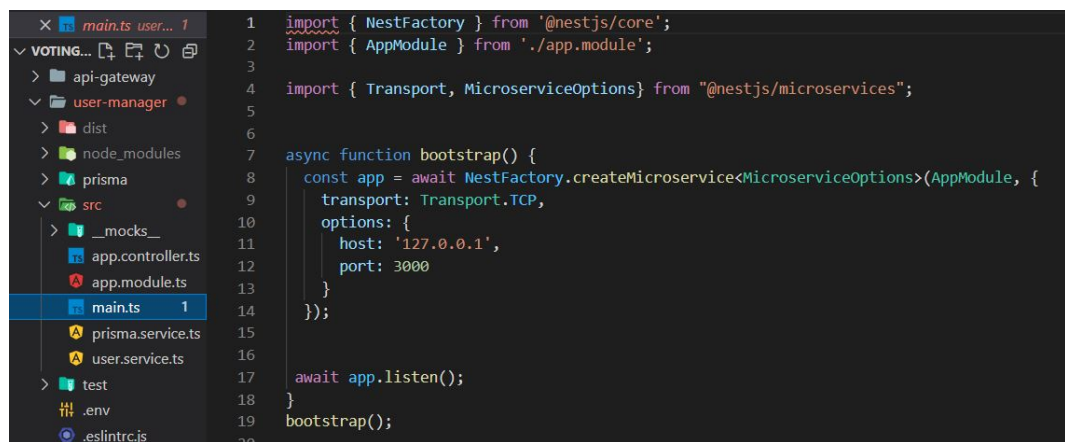 main.ts user... 1
VOTING...
api-gateway
user-manager
dist
node_modules
prisma
src
__mocks__
app.controller.ts
app.module.ts
main.ts 1
prisma.service.ts
user.service.ts
test
.env
.eslintrc.js
1 import { NestFactory } from '@nestjs/core';
2 import { AppModule } from './app.module';
3
4 import { Transport, MicroserviceOptions} from "@nestjs/microservices";
5
6
7 async function bootstrap() {
8 const app = await NestFactory.createMicroservice<MicroserviceOptions>(AppModule, {
9 transport: Transport.TCP,
10 options: {
11 host: '127.0.0.1',
12 port: 3000
13 }
14 });
15
16
17 await app.listen();
18 }
19 bootstrap();
20